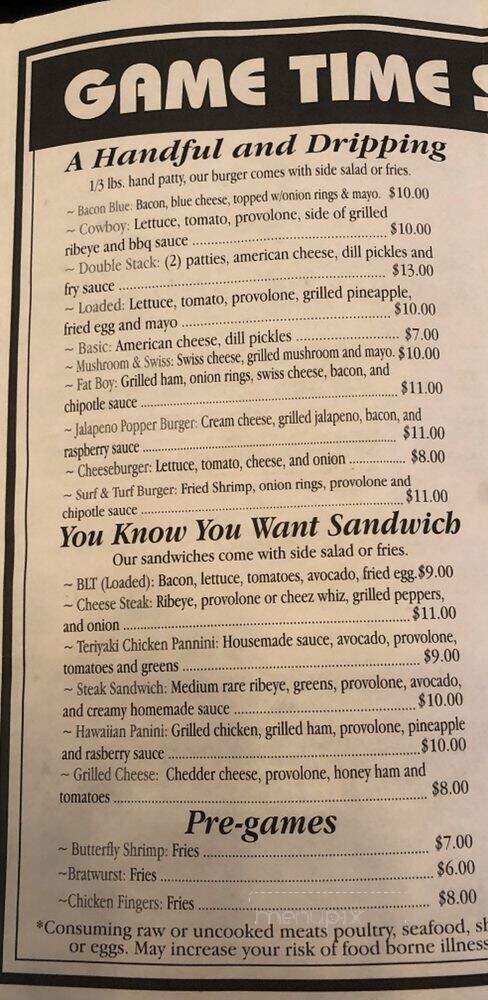 GAME TIME
A Handful and Dripping
1/3 lbs. hand patty, our burger comes with side salad or fries.
~ Bacon Blue: Bacon, blue cheese, topped w/onion rings & mayo. $10.00
~ Cowboy: Lettuce, tomato, provolone, side of grilled
ribeye and bbq sauce ........ $10.00
~ Double Stack: (2) patties, american cheese, dill pickles and
fry sauce ........ $13.00
~ Loaded: Lettuce, tomato, provolone, grilled pineapple,
fried egg and mayo ........ $10.00
~ Basic: American cheese, dill pickles ........ $7.00
~ Mushroom & Swiss: Swiss cheese, grilled mushroom and mayo. $10.00
~ Fat Boy: Grilled ham, onion rings, swiss cheese, bacon, and
chipotle sauce ........ $11.00
~ Jalapeno Popper Burger: Cream cheese, grilled jalapeno, bacon, and
raspberry sauce ........ $11.00
~ Cheeseburger: Lettuce, tomato, cheese, and onion ........ $8.00
~ Surf & Turf Burger: Fried Shrimp, onion rings, provolone and
chipotle sauce ........ $11.00
You Know You Want Sandwich
Our sandwiches come with side salad or fries.
~ BLT (Loaded): Bacon, lettuce, tomatoes, avocado, fried egg.$9.00
~ Cheese Steak: Ribeye, provolone or cheez whiz, grilled peppers,
and onion ........ $11.00
~ Teriyaki Chicken Pannini: Housemade sauce, avocado, provolone,
tomatoes and greens ........ $9.00
~ Steak Sandwich: Medium rare ribeye, greens, provolone, avocado,
and creamy homemade sauce ........ $10.00
~ Hawaiian Panini: Grilled chicken, grilled ham, provolone, pineapple
and rasberry sauce ........ $10.00
~ Grilled Cheese: Chedder cheese, provolone, honey ham and
tomatoes ........ $8.00
Pre-games
~ Butterfly Shrimp: Fries ........ $7.00
~Bratwurst: Fries ........ $6.00
~Chicken Fingers: Fries ........ $8.00
menupix
*Consuming raw or uncooked meats poultry, seafood,
or eggs. May increase your risk of food borne illness